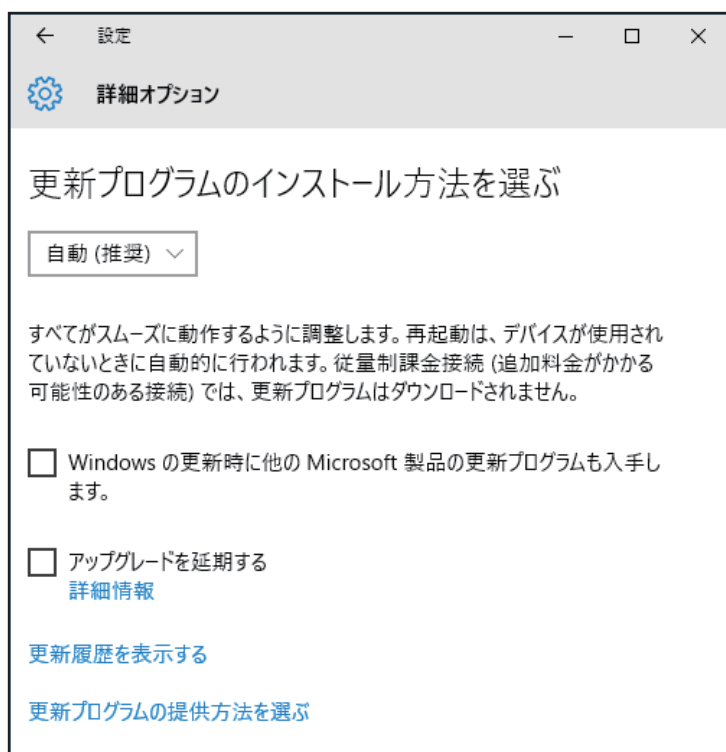 設定
詳細オプション
更新プログラムのインストール方法を選ぶ
自動 (推奨)
すべてがスムーズに動作するように調整します。再起動は、デバイスが使用され
ていないときに自動的に行われます。従量制課金接続 (追加料金がかかる
可能性のある接続) では、更新プログラムはダウンロードされません。
Windows の更新時に他の Microsoft 製品の更新プログラムも入手し
ます。
アップグレードを延期する
詳細情報
更新履歴を表示する
更新プログラムの提供方法を選ぶ